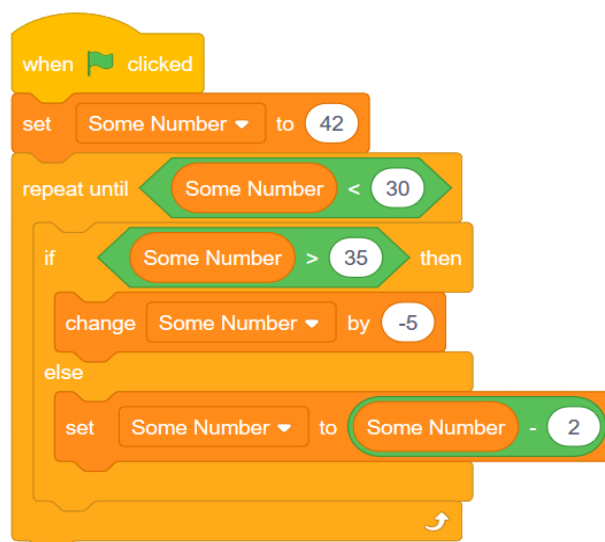 when clicked
set Some Number to 42
repeat until Some Number < 30
if Some Number > 35 then
change Some Number by -5
else
set Some Number to Some Number - 2